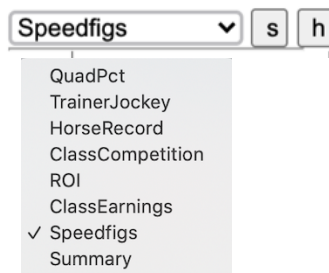 Speedfigs s h
QuadPct
TrainerJockey
HorseRecord
ClassCompetition
ROI
ClassEarnings
✓ Speedfigs
Summary